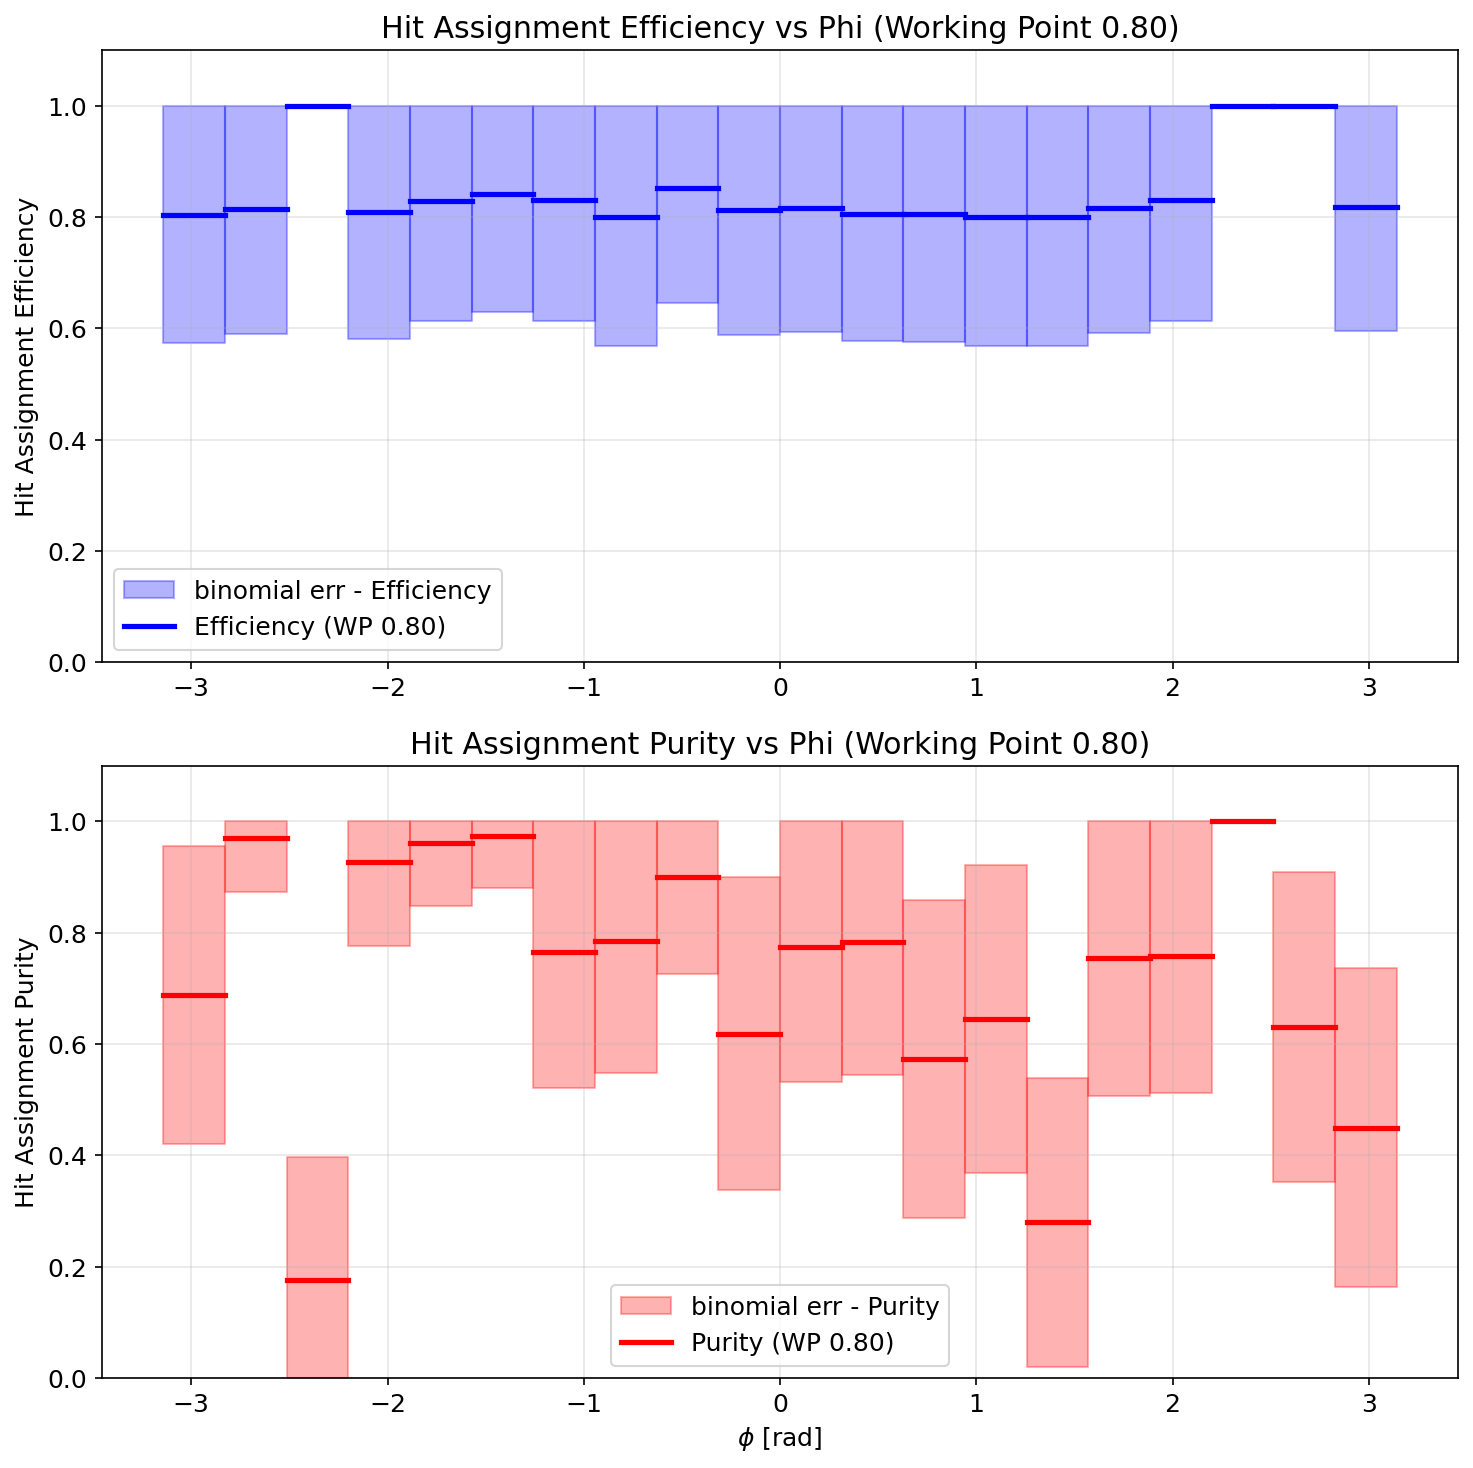 Hit Assignment Efficiency vs Phi (Working Point 0.80)
Hit Assignment Efficiency
1.0
0.8
0.6
0.4
0.2
0.0
binomial err - Efficiency
Efficiency (WP 0.80)
−3 −2 −1 0 1 2 3
Hit Assignment Purity vs Phi (Working Point 0.80)
Hit Assignment Purity
1.0
0.8
0.6
0.4
0.2
0.0
binomial err - Purity
Purity (WP 0.80)
−3 −2 −1 0 1 2 3
ϕ [rad]